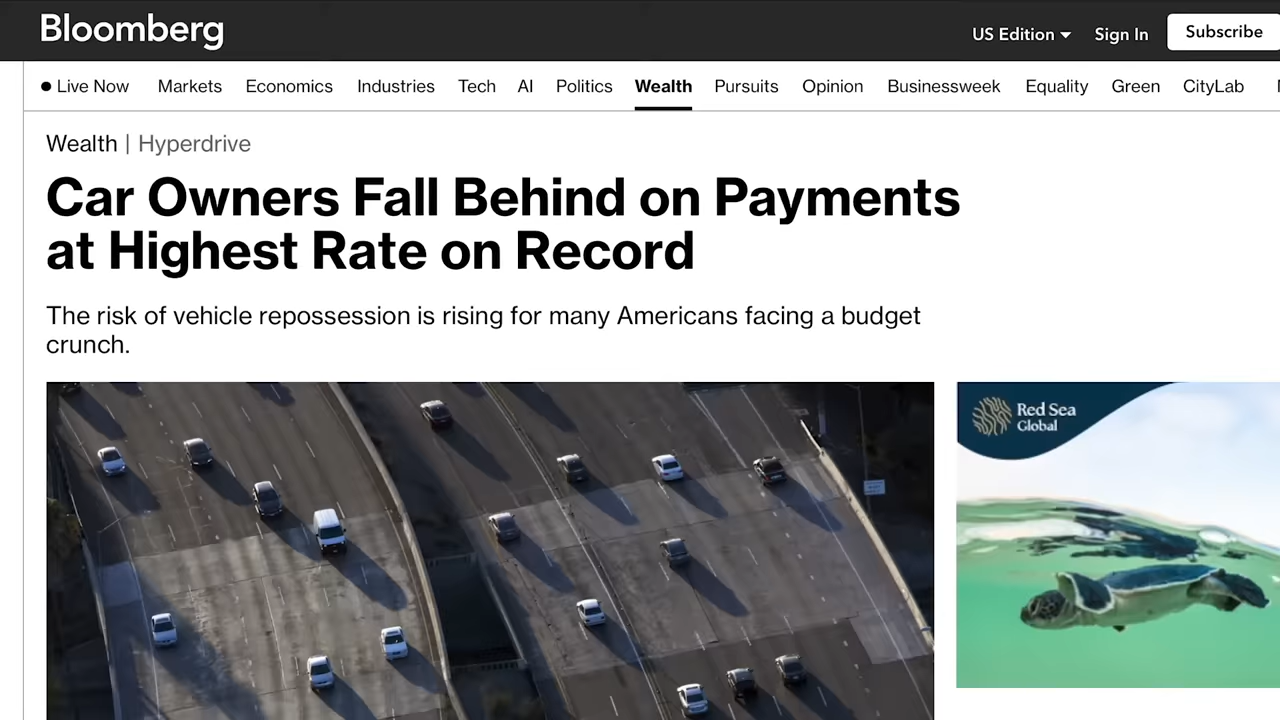 Bloomberg
US Edition Sign In Subscribe
Live Now Markets Economics Industries Tech AI Politics Wealth Pursuits Opinion Businessweek Equality Green CityLab
Wealth | Hyperdrive
Car Owners Fall Behind on Payments
at Highest Rate on Record
The risk of vehicle repossession is rising for many Americans facing a budget
crunch.
Red Sea
Global